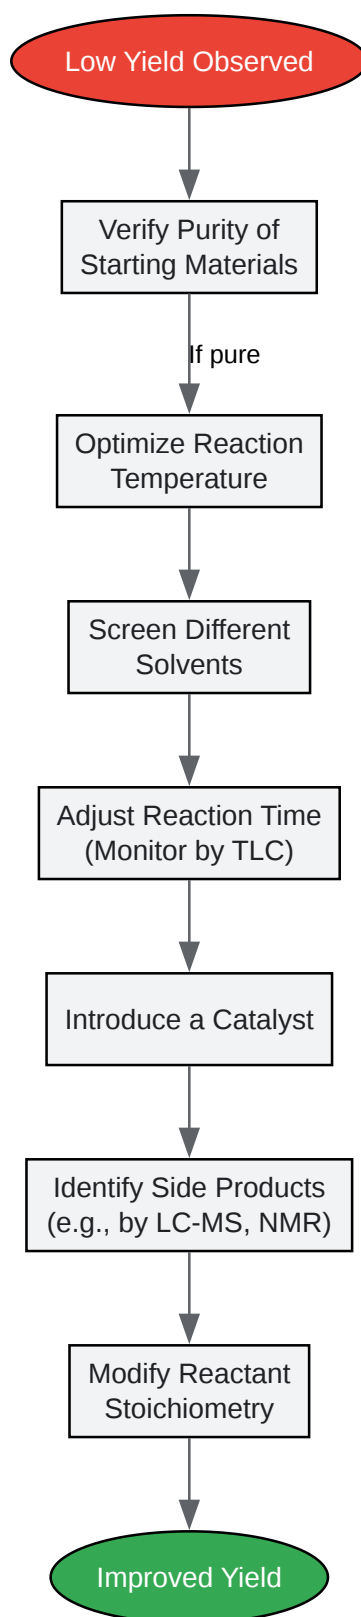 Low Yield Observed
Verify Purity of
Starting Materials
If pure
Optimize Reaction
Temperature
Screen Different
Solvents
Adjust Reaction Time
(Monitor by TLC)
Introduce a Catalyst
Identify Side Products
(e.g., by LC-MS, NMR)
Modify Reactant
Stoichiometry
Improved Yield